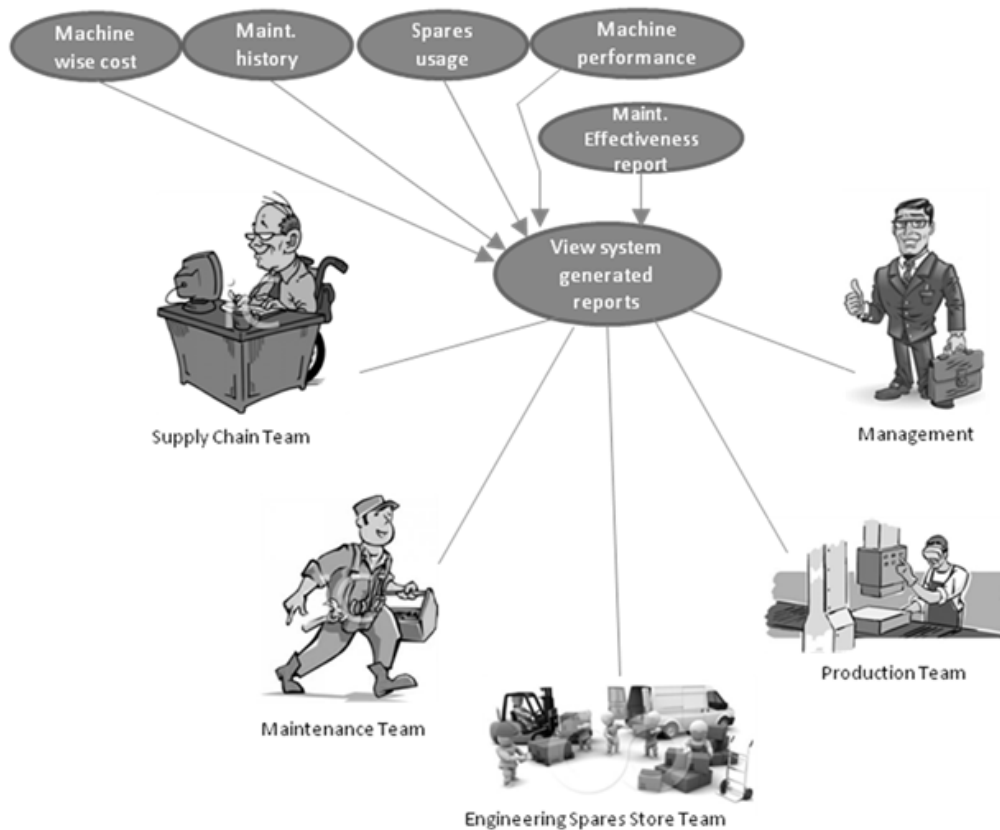 Machine
wise cost
Maint.
history
Spares
usage
Machine
performance
Maint.
Effectiveness
report
View system
generated
reports
Supply Chain Team
Management
Maintenance Team
Production Team
Engineering Spares Store Team